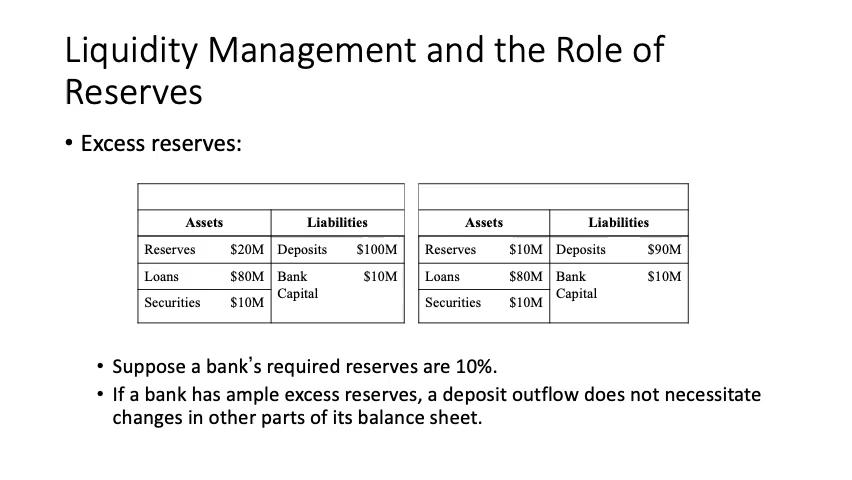 Liquidity Management and the Role of
Reserves
• Excess reserves:
Assets Liabilities
Reserves $20M Deposits $100M
Loans $80M Bank Capital $10M
Securities $10M
Assets Liabilities
Reserves $10M Deposits $90M
Loans $80M Bank Capital $10M
Securities $10M
• Suppose a bank's required reserves are 10%.
• If a bank has ample excess reserves, a deposit outflow does not necessitate
changes in other parts of its balance sheet.